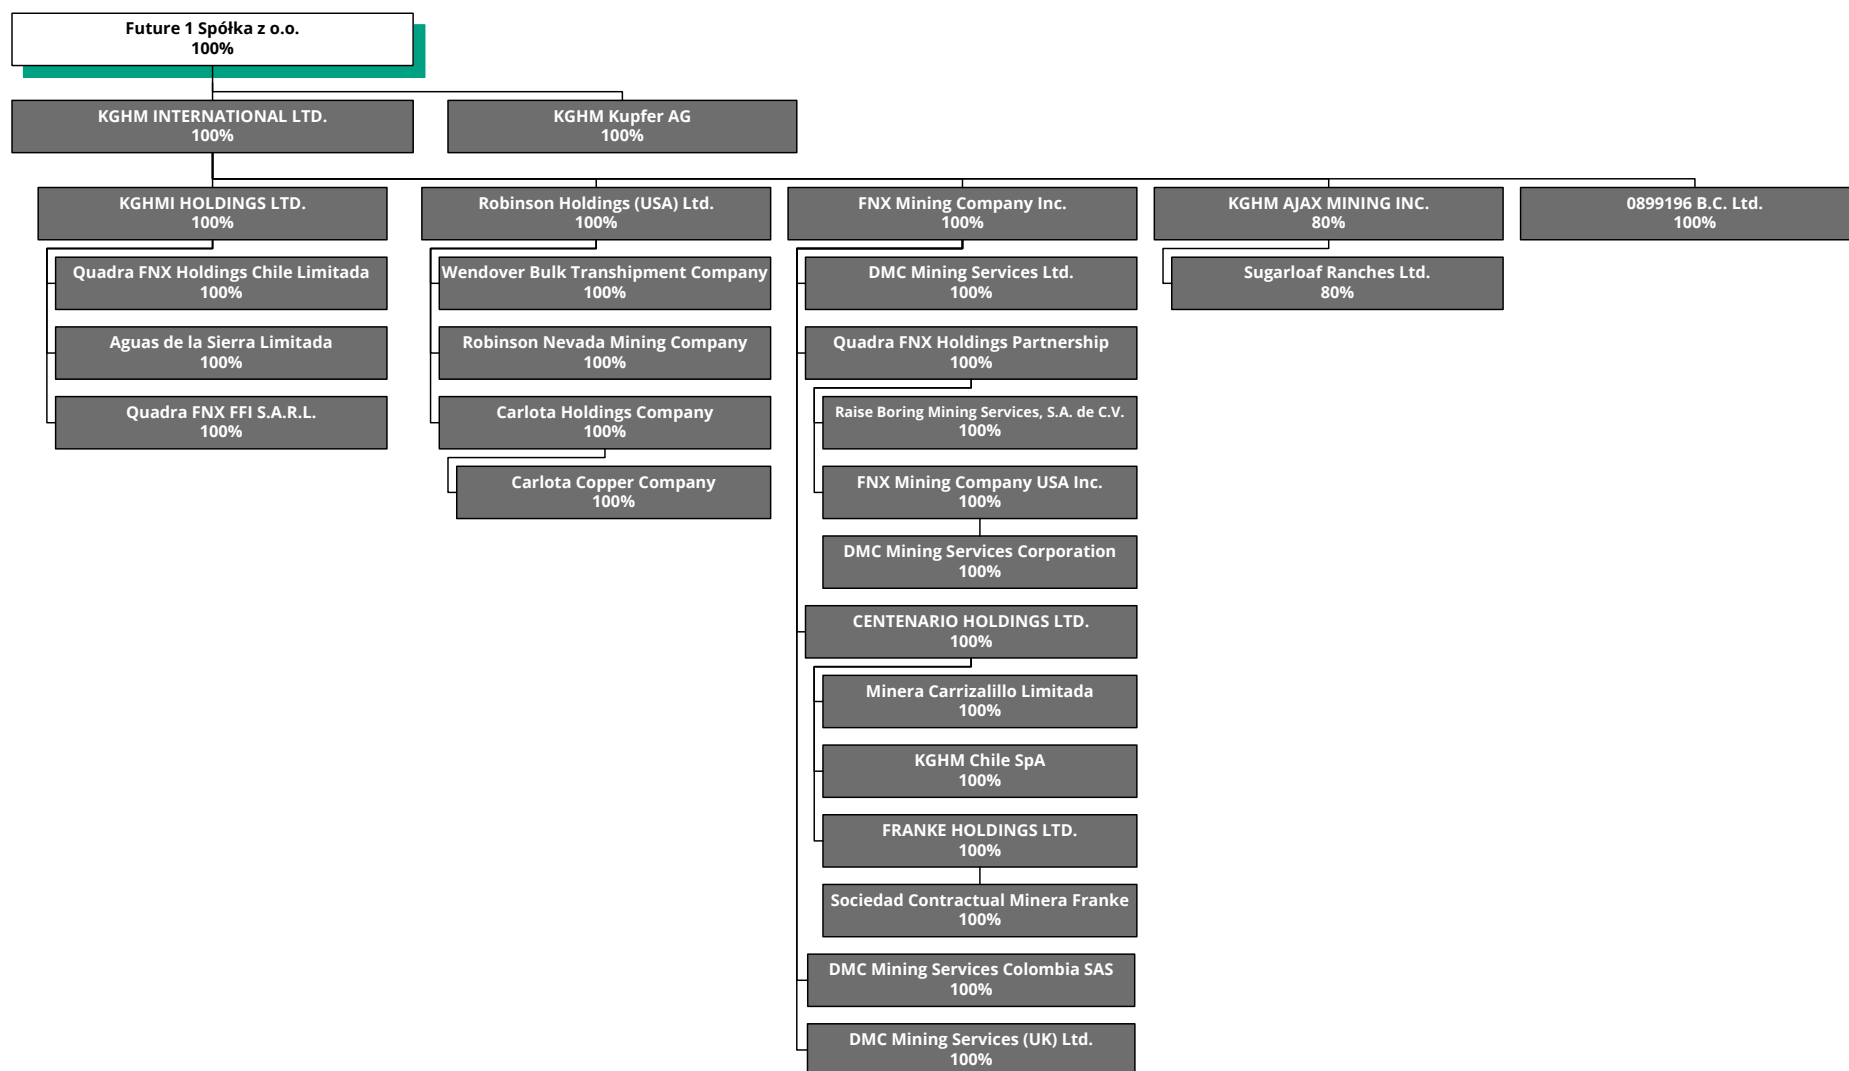 Future 1 Spółka z o.o.
100%
KGHM INTERNATIONAL LTD.
100%
KGHM Kupfer AG
100%
KGHMI HOLDINGS LTD.
100%
Robinson Holdings (USA) Ltd.
100%
FNX Mining Company Inc.
100%
KGHM AJAX MINING INC.
80%
0899196 B.C. Ltd.
100%
Quadra FNX Holdings Chile Limitada
100%
Aguas de la Sierra Limitada
100%
Quadra FNX FFI S.A.R.L.
100%
Wendover Bulk Transhipment Company
100%
Robinson Nevada Mining Company
100%
Carlota Holdings Company
100%
Carlota Copper Company
100%
DMC Mining Services Ltd.
100%
Quadra FNX Holdings Partnership
100%
Raise Boring Mining Services, S.A. de C.V.
100%
FNX Mining Company USA Inc.
100%
DMC Mining Services Corporation
100%
CENTENARIO HOLDINGS LTD.
100%
Minera Carrizalillo Limitada
100%
KGHM Chile SpA
100%
FRANKE HOLDINGS LTD.
100%
Sociedad Contractual Minera Franke
100%
DMC Mining Services Colombia SAS
100%
DMC Mining Services (UK) Ltd.
100%
Sugarloaf Ranches Ltd.
80%